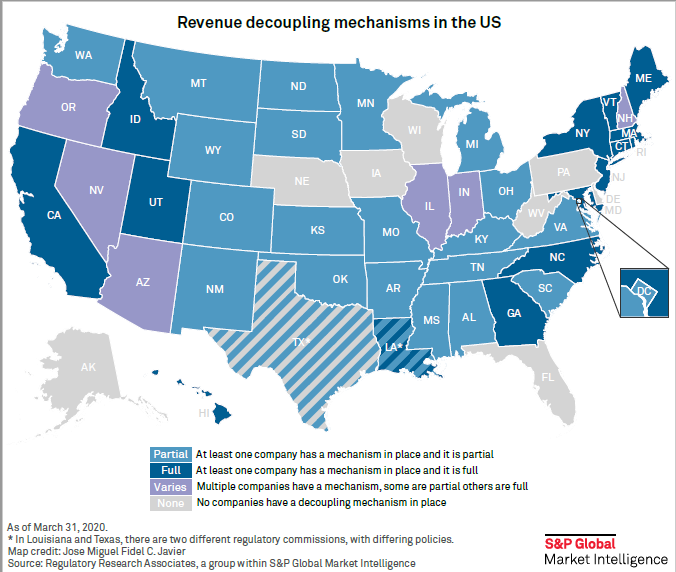 Revenue decoupling mechanisms in the US
WA
MT
ND
MN
ME
VT
NH
OR
ID
SD
WI
MI
NY
MA
CT
RI
WY
NE
IA
PA
NJ
NV
UT
CO
KS
MO
IL
IN
OH
WV
VA
DE
MD
CA
KY
NC
AZ
NM
OK
AR
TN
SC
DC
TX*
LA*
MS
AL
GA
AK
FL
HI
Partial At least one company has a mechanism in place and it is partial
Full At least one company has a mechanism in place and it is full
Varies Multiple companies have a mechanism, some are partial others are full
None No companies have a decoupling mechanism in place
As of March 31, 2020.
* In Louisiana and Texas, there are two different regulatory commissions, with differing policies.
Map credit: Jose Miguel Fidel C. Javier
Source: Regulatory Research Associates, a group within S&P Global Market Intelligence
S&P Global
Market Intelligence